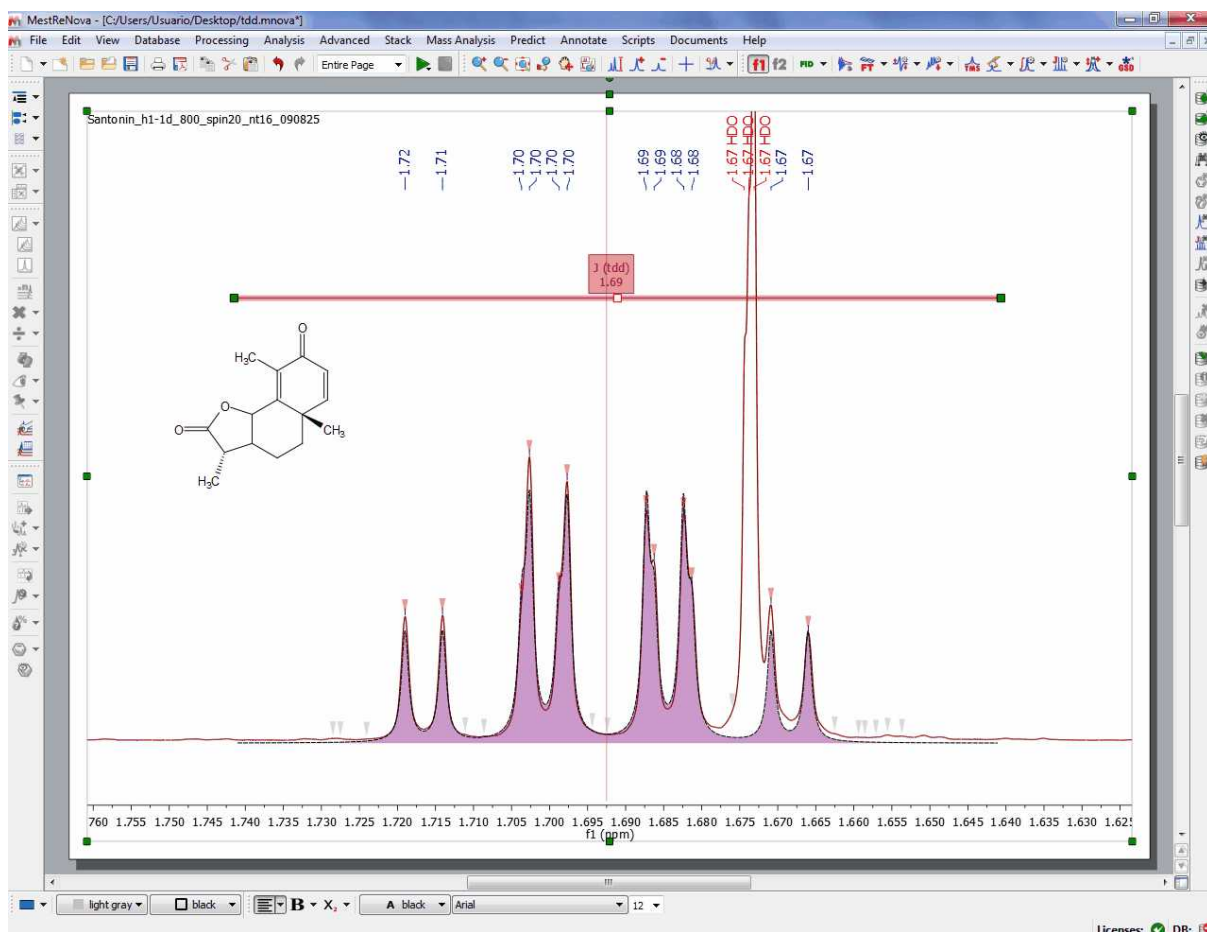 MestReNova - [C:/Users/Usuario/Desktop/tdd.mnova*]
File Edit View Database Processing Analysis Advanced Stack Mass Analysis Predict Annotate Scripts Documents Help
Entire Page
f1 f2
Santonin_h1-1d_800_spin20_nt16_090825
1.72
1.71
1.70
1.70
1.70
1.70
1.69
1.69
1.68
1.68
1.67 HDO
1.67 HDO
1.67 HDO
1.67
1.67
J (tdd)
1.69
O
H₃C
O
O
CH₃
H₃C
760 1.755 1.750 1.745 1.740 1.735 1.730 1.725 1.720 1.715 1.710 1.705 1.700 1.695 1.690 1.685 1.680 1.675 1.670 1.665 1.660 1.655 1.650 1.645 1.640 1.635 1.630 1.625
f1 (ppm)
light gray black B X₂ A black Arial 12
Licenses: DB: